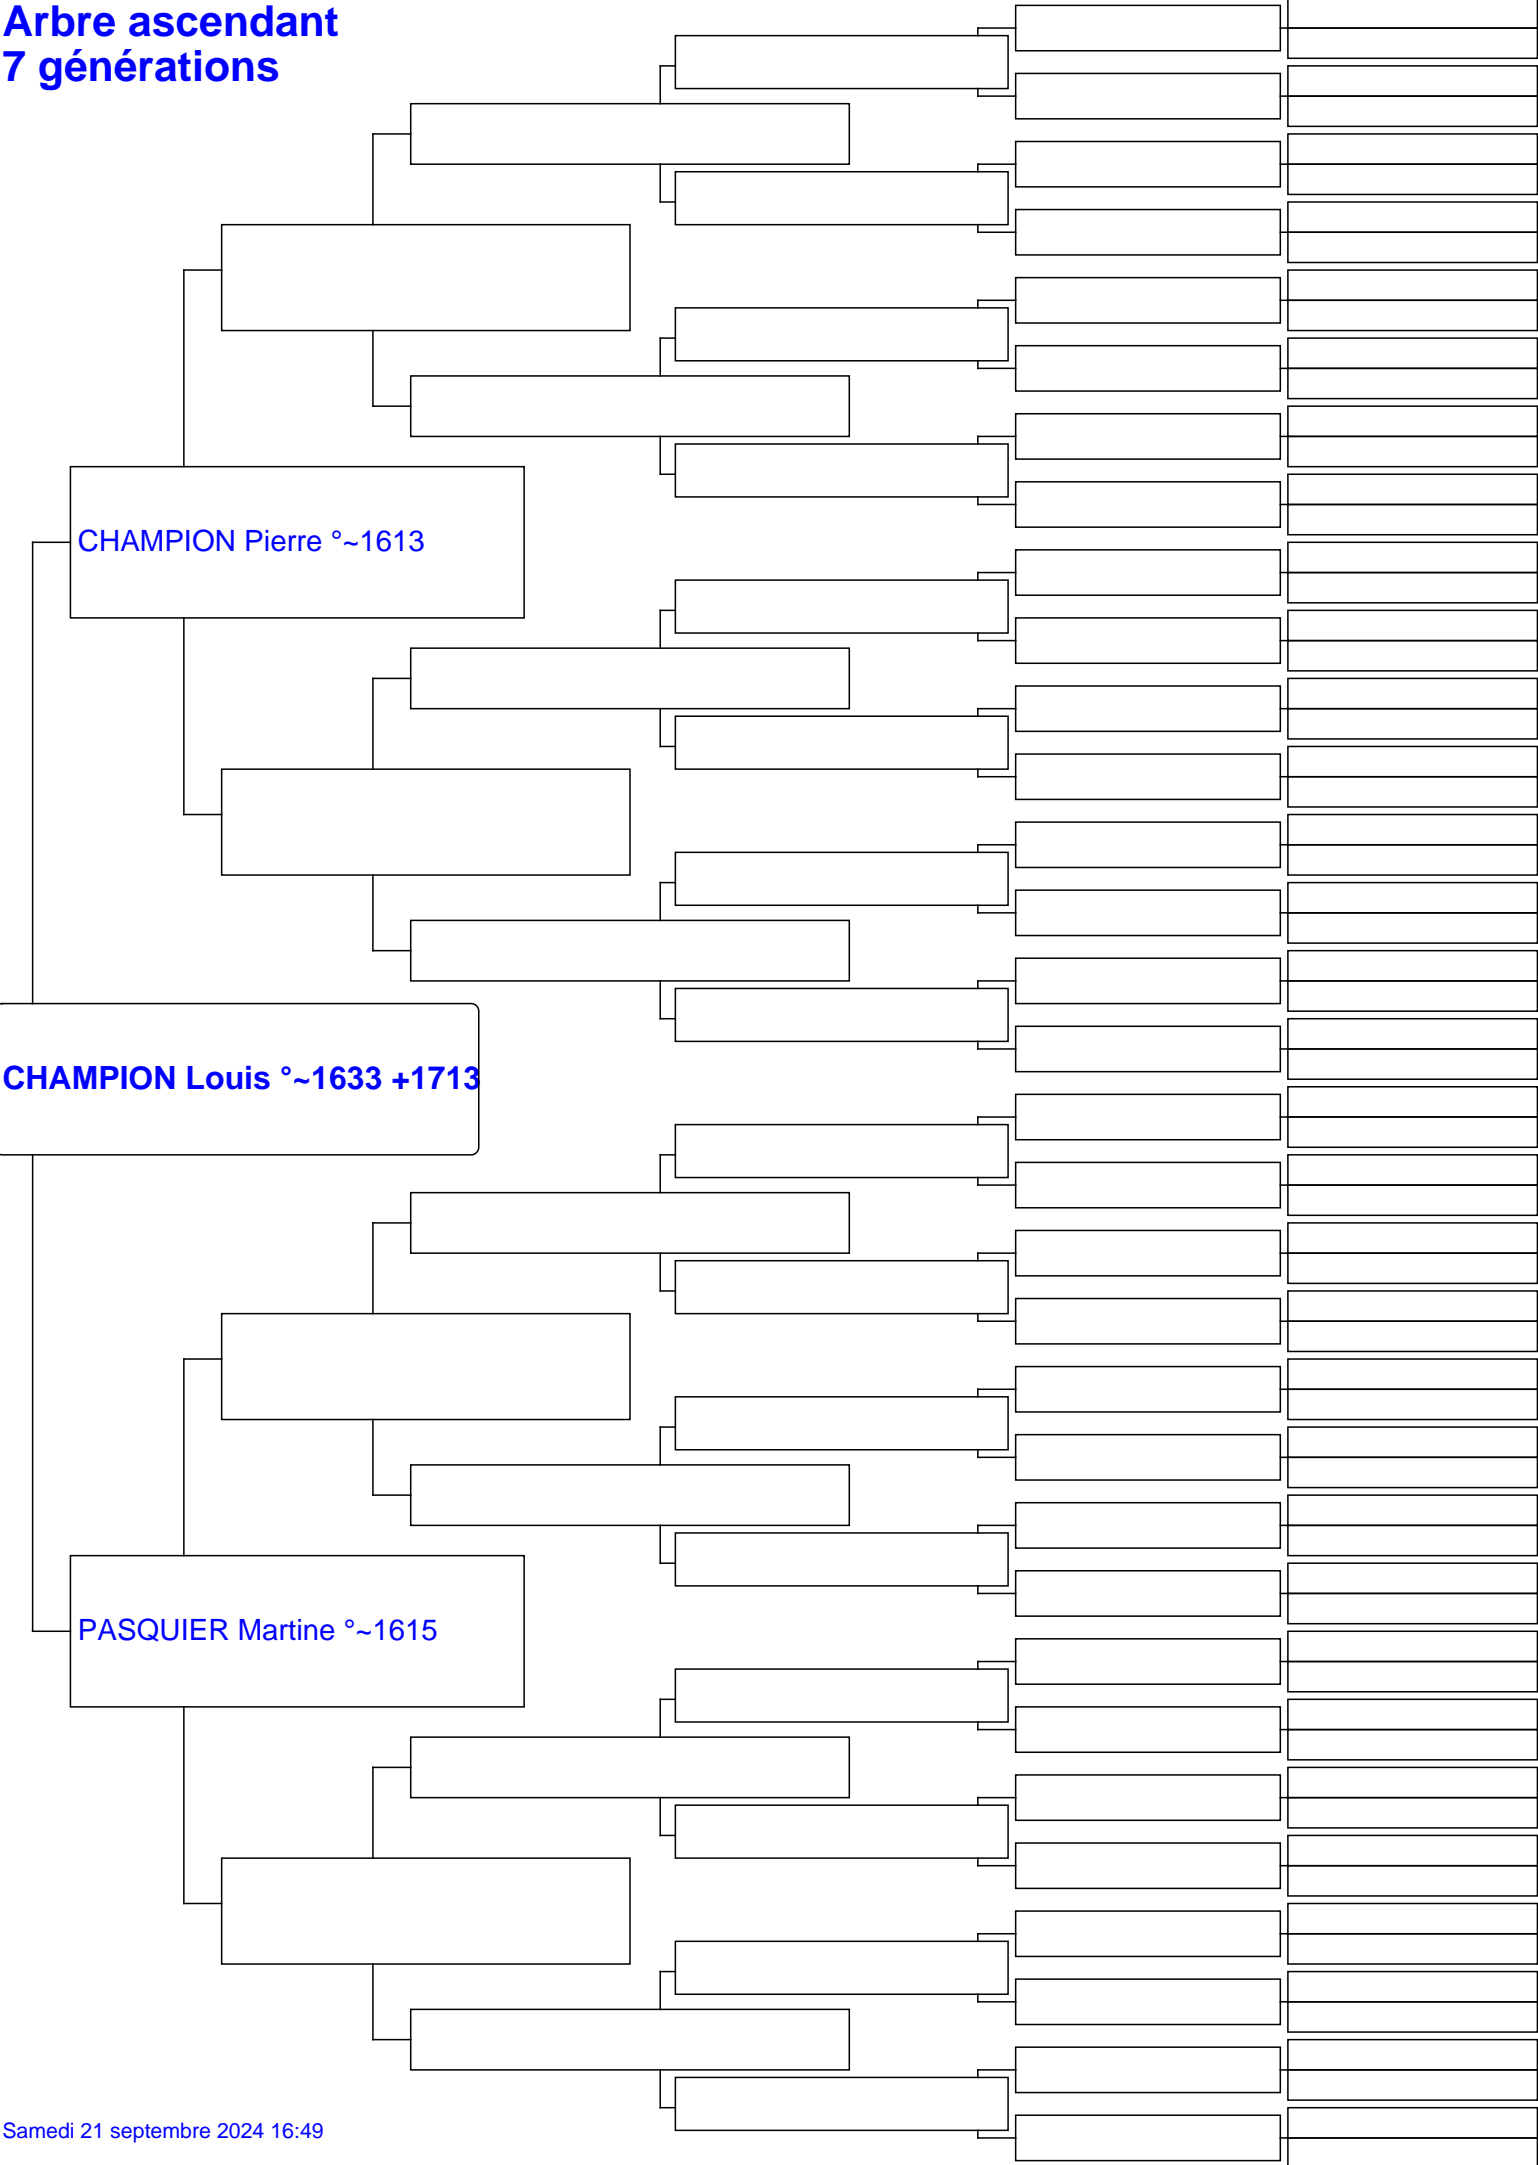 Arbre ascendant
7 générations
CHAMPION Pierre °~1613
CHAMPION Louis °~1633 +1713
PASQUIER Martine °~1615
Samedi 21 septembre 2024 16:49